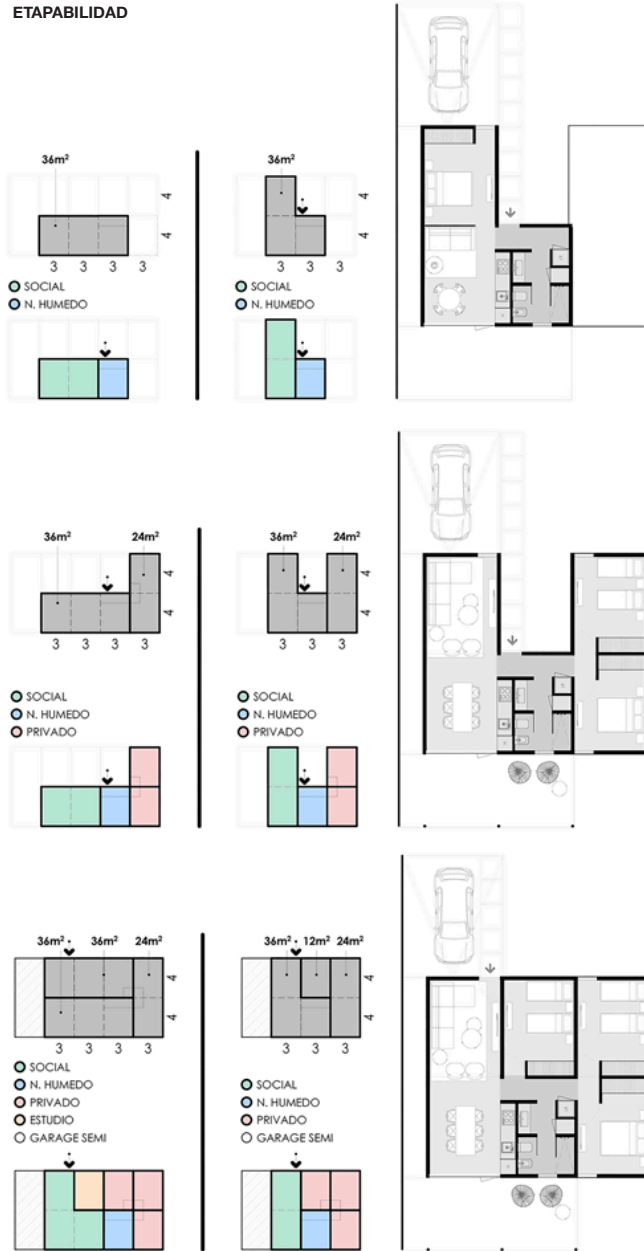 ETAPABILIDAD
36m²
4
4
3 3 3 3
SOCIAL
N. HUMEDO
36m²
4
4
3 3 3
SOCIAL
N. HUMEDO
36m² 24m²
4
4
3 3 3 3
SOCIAL
N. HUMEDO
PRIVADO
36m² 24m²
4
4
3 3 3
SOCIAL
N. HUMEDO
PRIVADO
36m² 36m² 24m²
4
4
3 3 3 3
SOCIAL
N. HUMEDO
PRIVADO
ESTUDIO
GARAGE SEMI
36m² 12m² 24m²
4
4
3 3 3
SOCIAL
N. HUMEDO
PRIVADO
GARAGE SEMI